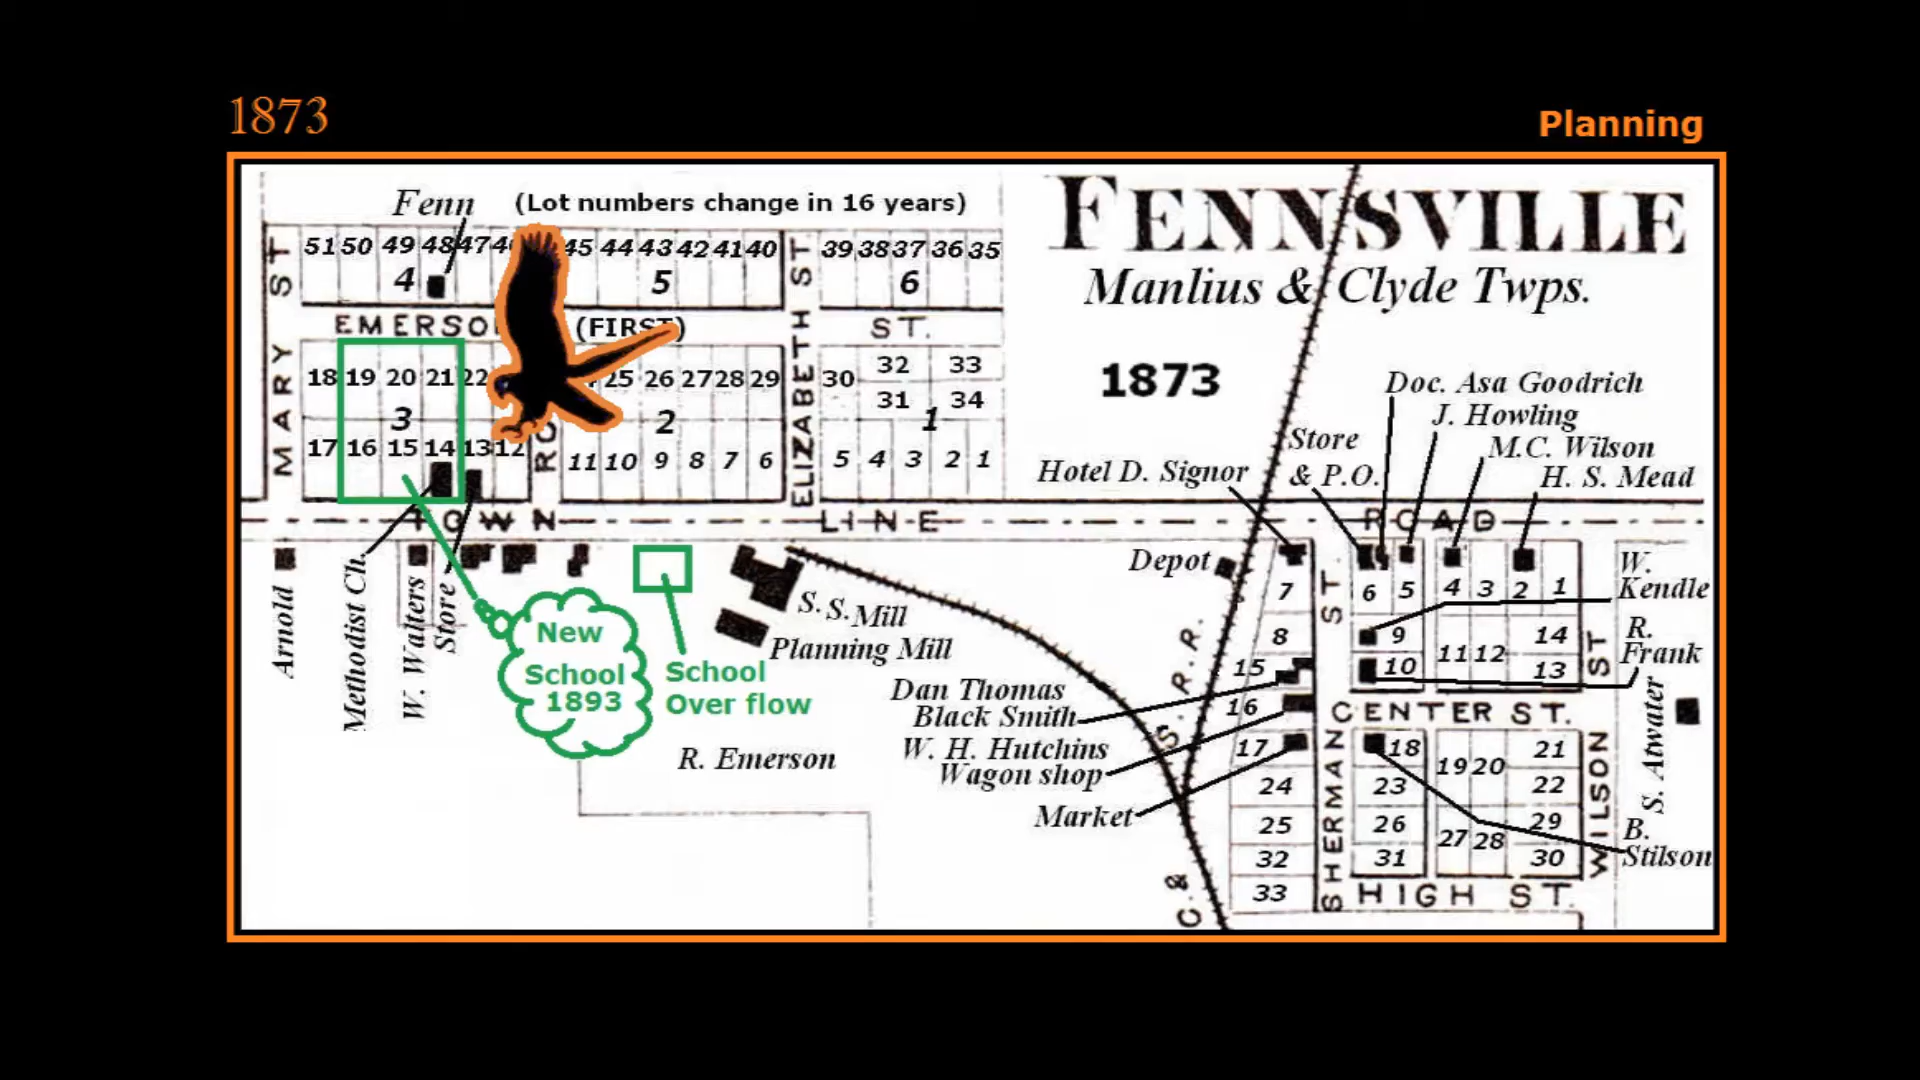 1873
Planning
Fenn
(Lot numbers change in 16 years)
FENNSVILLE
Manlius & Clyde Twps.
1873
51 50 49 48 47 45 44 43 42 41 40
39 38 37 36 35
4
5
6
MARY ST
ELIZABETH ST
(FIRST)
ST.
18 19 20 21 22 25 26 27 28 29
30
32 33
31 34
3
2
1
17 16 15 14 13 12
11 10 9 8 7 6
5 4 3 2 1
TOWN LINE ROAD
Doc. Asa Goodrich
J. Howling
M.C. Wilson
H. S. Mead
Store
& P.O.
Hotel D. Signor
Depot
Arnold
Methodist Ch.
W. Walters
Store
New
School
1893
School
Over flow
S. S. Mill
Planning Mill
R. Emerson
Dan Thomas
Black Smith
W. H. Hutchins
Wagon shop
Market
C. & S. R. R.
SHERMAN ST.
7
8
15
16
17
24
25
32
33
6 5 4 3 2 1
9
10
11 12
14
13
CENTER ST.
18
19 20
21
23
22
26
27 28
29
31
30
HIGH ST.
WILSON ST
W.
Kendle
R.
Frank
S. Atwater
B.
Stilson